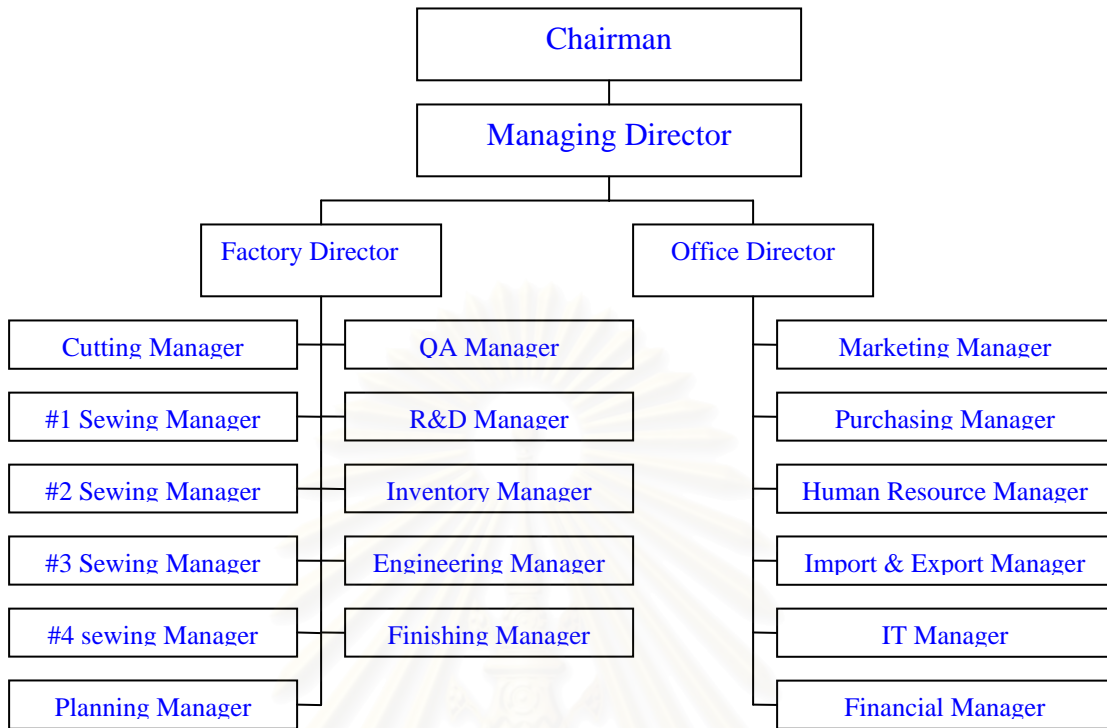 Chairman
Managing Director
Factory Director
Office Director
Cutting Manager
QA Manager
Marketing Manager
#1 Sewing Manager
R&D Manager
Purchasing Manager
#2 Sewing Manager
Inventory Manager
Human Resource Manager
#3 Sewing Manager
Engineering Manager
Import & Export Manager
#4 sewing Manager
Finishing Manager
IT Manager
Planning Manager
Financial Manager